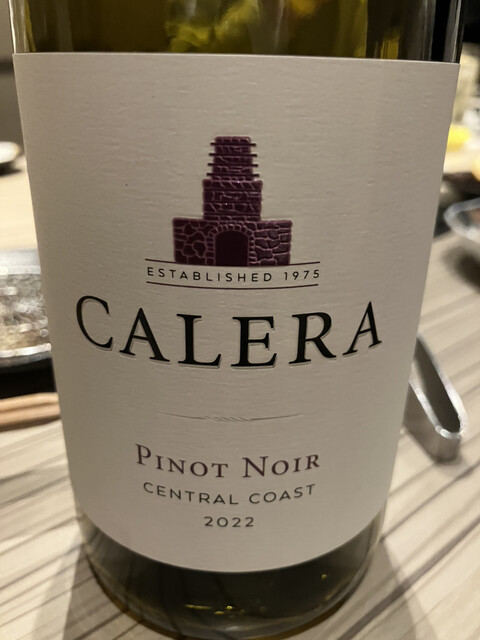 ESTABLISHED 1975
CALERA
PINOT NOIR
CENTRAL COAST
2022